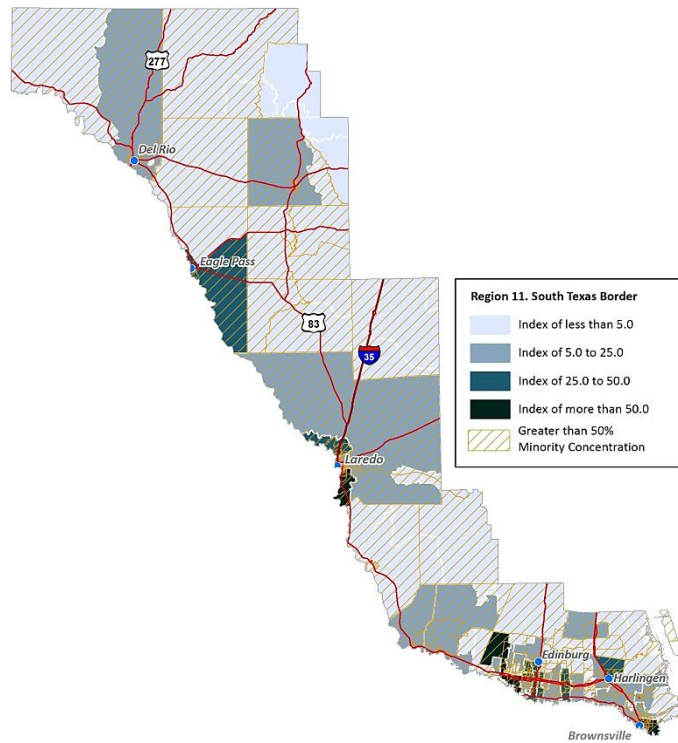 277
Del Rio
Eagle Pass
83
35
Laredo
Edinburg
Harlingen
Brownsville
Region 11. South Texas Border
Index of less than 5.0
Index of 5.0 to 25.0
Index of 25.0 to 50.0
Index of more than 50.0
Greater than 50%
Minority Concentration